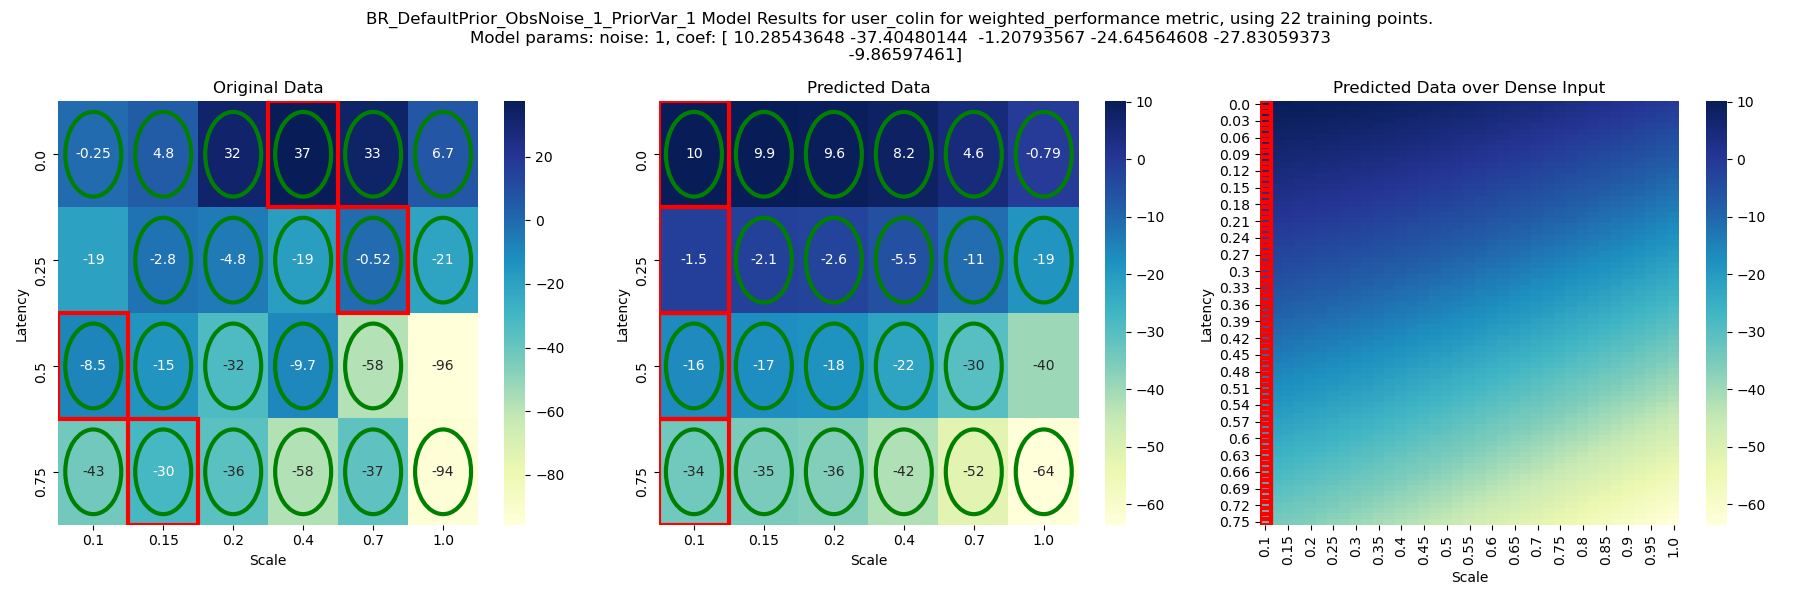 BR_DefaultPrior_ObsNoise_1_PriorVar_1 Model Results for user_colin for weighted_performance metric, using 22 training points.
Model params: noise: 1, coef: [ 10.28543648 -37.40480144  -1.20793567 -24.64564608 -27.83059373
-9.86597461]
Original Data
Latency
0.0
0.25
0.5
0.75
-0.25 4.8 32 37 33 6.7
-19 -2.8 -4.8 -19 -0.52 -21
-8.5 -15 -32 -9.7 -58 -96
-43 -30 -36 -58 -37 -94
0.1 0.15 0.2 0.4 0.7 1.0
Scale
20
0
−20
−40
−60
−80
Predicted Data
Latency
0.0
0.25
0.5
0.75
10 9.9 9.6 8.2 4.6 -0.79
-1.5 -2.1 -2.6 -5.5 -11 -19
-16 -17 -18 -22 -30 -40
-34 -35 -36 -42 -52 -64
0.1 0.15 0.2 0.4 0.7 1.0
Scale
10
0
−10
−20
−30
−40
−50
−60
Predicted Data over Dense Input
Latency
0.0
0.03
0.06
0.09
0.12
0.15
0.18
0.21
0.24
0.27
0.3
0.33
0.36
0.39
0.42
0.45
0.48
0.51
0.54
0.57
0.6
0.63
0.66
0.69
0.72
0.75
0.1 0.15 0.2 0.25 0.3 0.35 0.4 0.45 0.5 0.55 0.6 0.65 0.7 0.75 0.8 0.85 0.9 0.95 1.0
Scale
10
0
−10
−20
−30
−40
−50
−60